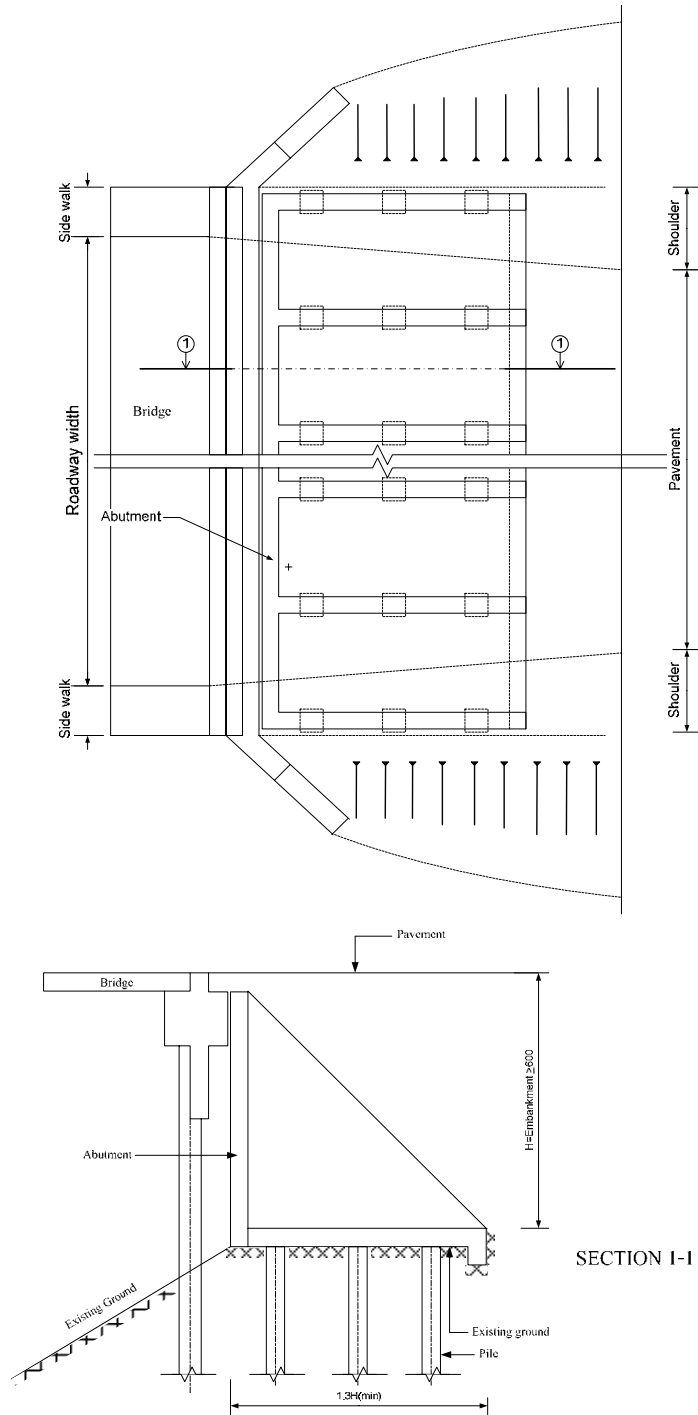 Side walk
Shoulder
1
1
Bridge
Roadway width
Pavement
Abutment
Side walk
Shoulder
Pavement
Bridge
H=Embankment ≥600
Abutment
SECTION 1-1
Existing Ground
Existing ground
Pile
1,3H(min)